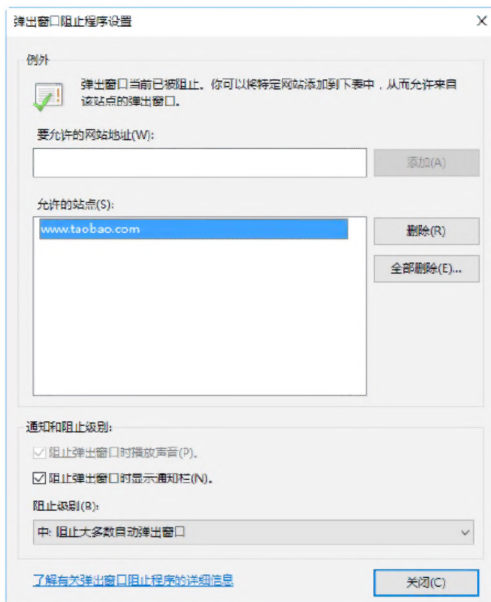 弹出窗口阻止程序设置
例外
弹出窗口当前已被阻止。你可以将特定网站添加到下表中，从而允许来自
该站点的弹出窗口。
要允许的网站地址(W):
添加(A)
允许的站点(S):
www.taobao.com
删除(R)
全部删除(E)...
通知和阻止级别:
阻止弹出窗口时播放声音(P)。
阻止弹出窗口时显示通知栏(N)。
阻止级别(B):
中: 阻止大多数自动弹出窗口
了解有关弹出窗口阻止程序的详细信息
关闭(C)